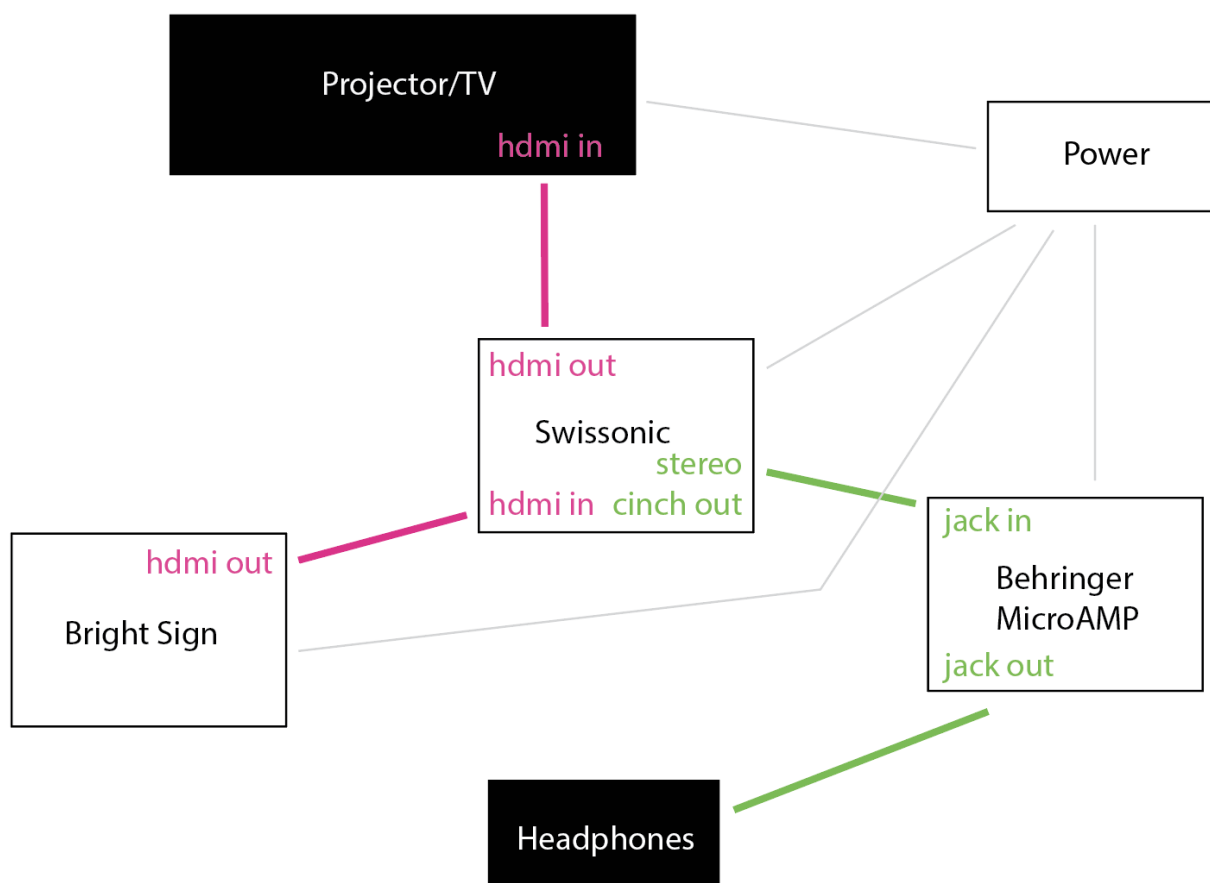 Projector/TV
hdmi in
Power
hdmi out
Swissonic
stereo
hdmi in cinch out
hdmi out
Bright Sign
jack in
Behringer
MicroAMP
jack out
Headphones